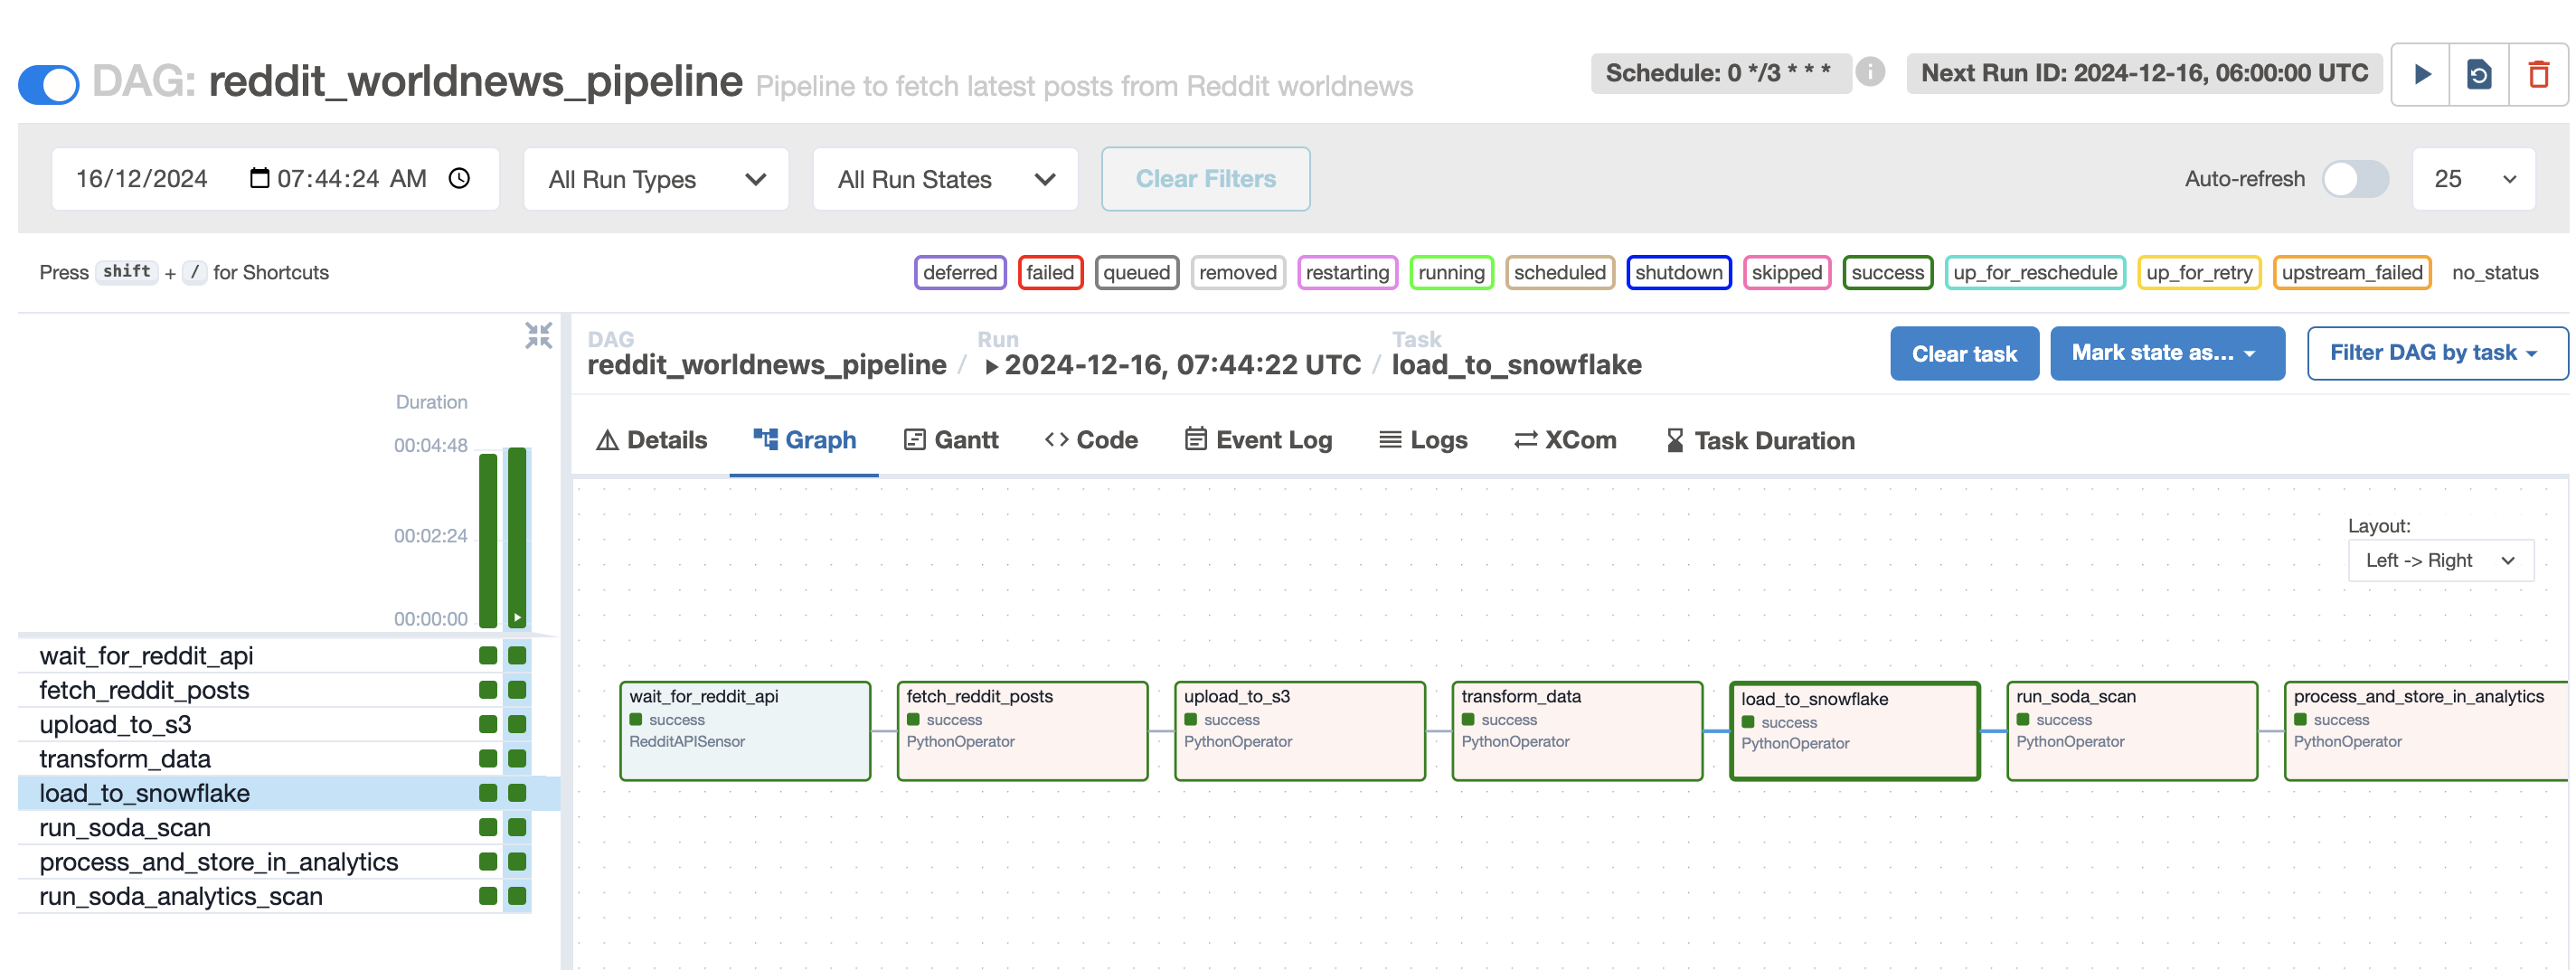 DAG: reddit_worldnews_pipeline Pipeline to fetch latest posts from Reddit worldnews Schedule: 0 */3 * * * Next Run ID: 2024-12-16, 06:00:00 UTC
16/12/2024 07:44:24 AM All Run Types All Run States Clear Filters Auto-refresh 25
Press shift + / for Shortcuts deferred failed queued removed restarting running scheduled shutdown skipped success up_for_reschedule up_for_retry upstream_failed no_status
DAG Run Task
reddit_worldnews_pipeline / 2024-12-16, 07:44:22 UTC / load_to_snowflake Clear task Mark state as... Filter DAG by task
Details Graph Gantt Code Event Log Logs XCom Task Duration
Duration
00:04:48
00:02:24
00:00:00
wait_for_reddit_api
fetch_reddit_posts
upload_to_s3
transform_data
load_to_snowflake
run_soda_scan
process_and_store_in_analytics
run_soda_analytics_scan
Layout:
Left -> Right
wait_for_reddit_api
success
RedditAPISensor
fetch_reddit_posts
success
PythonOperator
upload_to_s3
success
PythonOperator
transform_data
success
PythonOperator
load_to_snowflake
success
PythonOperator
run_soda_scan
success
PythonOperator
process_and_store_in_analytics
success
PythonOperator